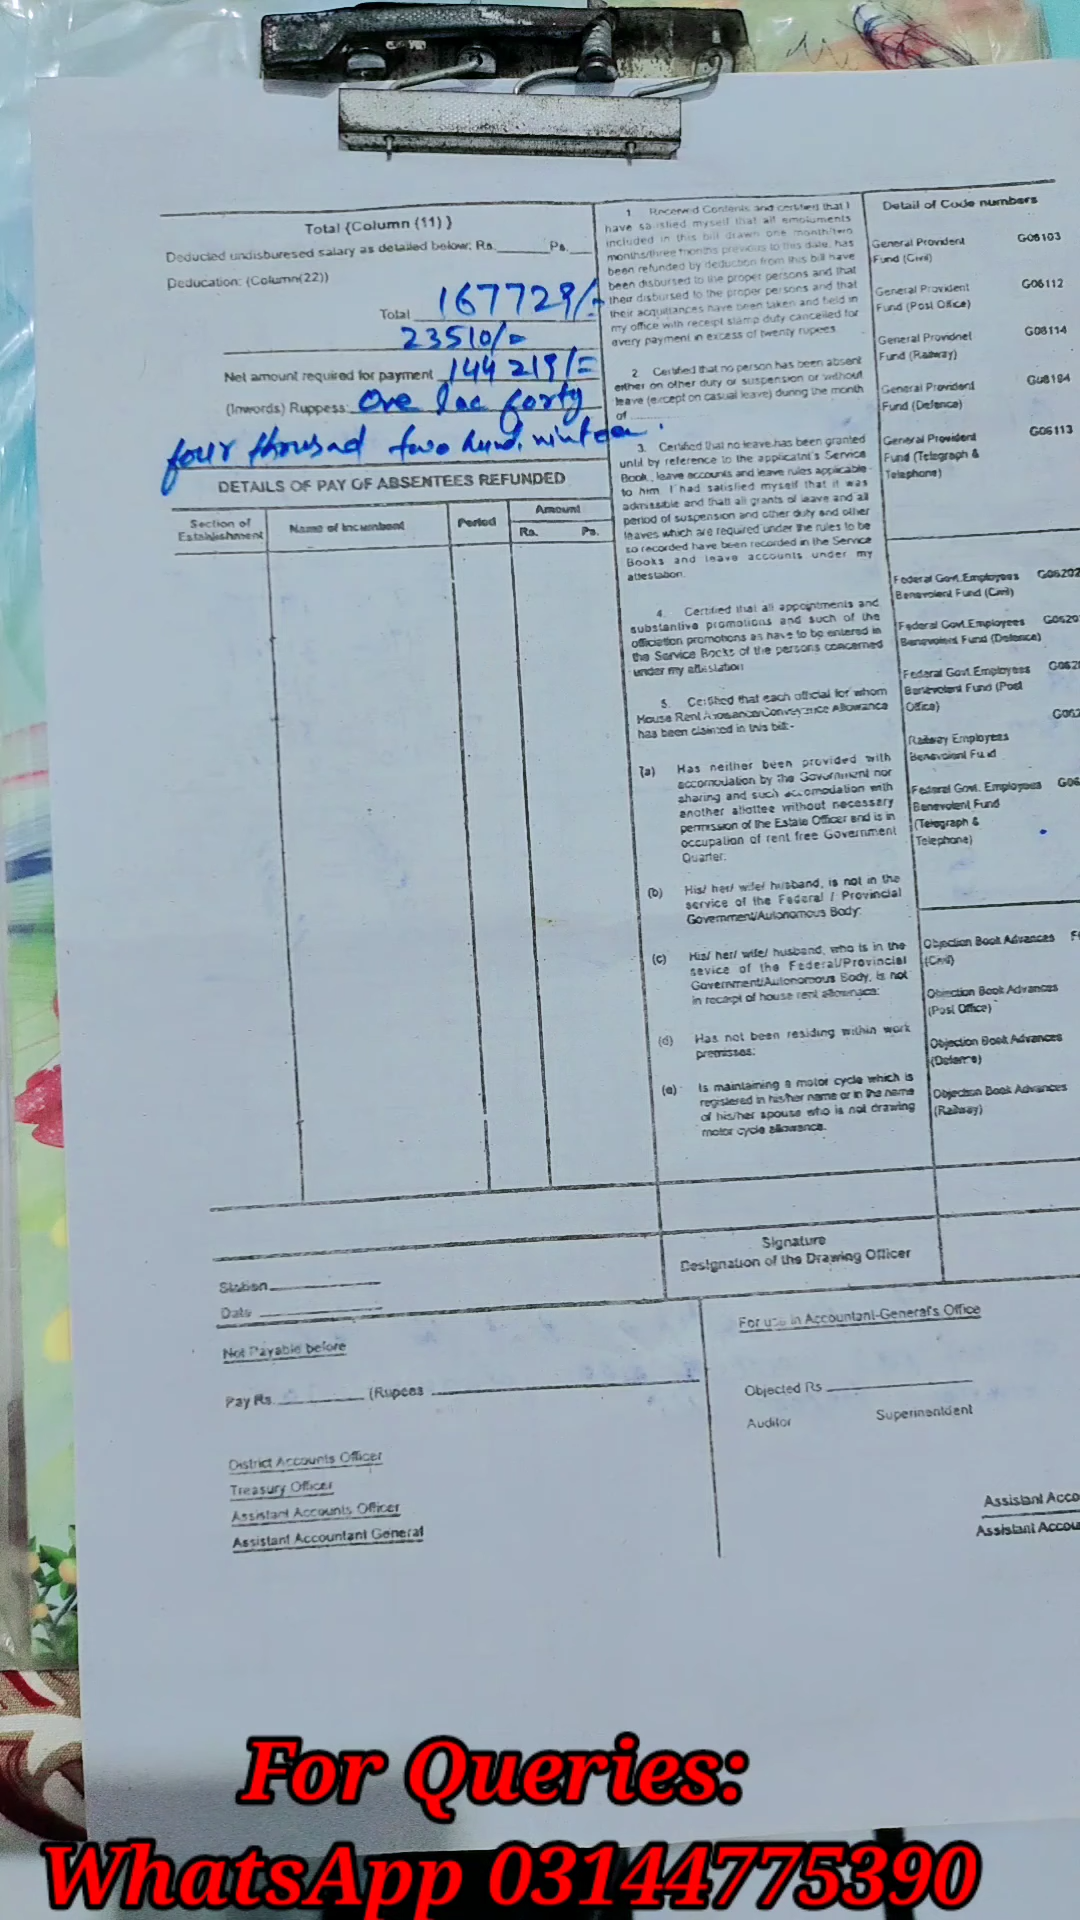 Total {Column (11) }
Deducled undisburesed salary as detailed below; Rs.______Ps.___
Deducation: (Column(22))
Total 167729/=
23510/=
Net amount required for payment 144219/=
(Inwords) Ruppess: One lac forty
four thousad two hund. ninteen.
DETAILS OF PAY OF ABSENTEES REFUNDED
Section of
Establishment
Name of Incumbent
Period
Amount
Rs. Ps.
1 Received Contents and certified that I
have satisfied myself that all emoluments
included in this bill drawn one month/two
months/three months previous to this date, has
been refunded by deduction from this bill have
been disbursed to the proper persons and that
their disbursed to the proper persons and that
their acquittances have been taken and field in
my office with receipt slamp duty cancelled for
every payment in excess of twenty rupees.
2. Certified that no person has been absent
either on other duty or suspension or without
leave (except on casual leave) during the month
of ............
3. Certified that no leave.has been granted
until by reference to the applicatnt's Service
Book., leave accounts and leave rules applicable
to him. I had satisfied myself that it was
admissible and thatt all grants of leave and all
period of suspension and other duty and other
leaves which are required under the rules to be
so recorded have been recorded in the Service
Books and leave accounts under my
attestation.
4. Certified that all appointments and
substantive promotions and such of the
officiation promotions as have to be entered in
the Service Rocks of the persons concerned
under my attestation
5. Certified that each official for whom
House Rent Allowance/Conveyance Allowance
has been claimed in this bill:-
(a) Has neither been provided with
accomodation by the Government nor
sharing and such accomodation with
another allottee without necessary
permission of the Estate Officer and is in
occupation of rent free Government
Quarter.
(b) His/ her/ wife/ husband, is not in the
service of the Federal / Provincial
Government/Autonomous Body:
(c) His/ her/ wife/ husband, who is in the
sevice of the Federal/Provincial
Government/Autonomous Body, is not
in receipt of house rent allownaca:
(d) Has not been residing within work
premisses:
(e) Is maintaining a motor cycle which is
registered in his/her name or in the name
of his/her spouse who is not drawing
motor cycle allowance.
Detail of Code numbers
General Provident G06103
Fund (Civil)
General Provident G06112
Fund (Post Office)
General Providnet G06114
Fund (Railway)
General Provident G06104
Fund (Defence)
General Provident G06113
Fund (Telegraph &
Telephone)
Federal Govt. Employees G06202
Benevolent Fund (Civil)
Federal Govt.Employees G0620
Benevolent Fund (Defence)
Federal Govt Employees G062
Benevolent Fund (Post
Office)
G062
Railway Employees
Benevolent Fund
Federal Govt. Employees G06
Benevolent Fund
(Telegraph &
Telephone)
Objection Book Advances F
(Civil)
Objection Book Advances
(Post Office)
Objection Book Advances
(Defence)
Objection Book Advances
(Railway)
Signature
Designation of the Drawing Officer
Station
Date
Not Payable before
Pay Rs. (Rupees
District Accounts Officer
Treasury Officer
Assistant Accounts Officer
Assistant Accountant General
For use in Accountant-General's Office
Objected Rs
Auditor Superinentdent
Assistant Acco
Assistant Accou
For Queries:
WhatsApp 03144775390